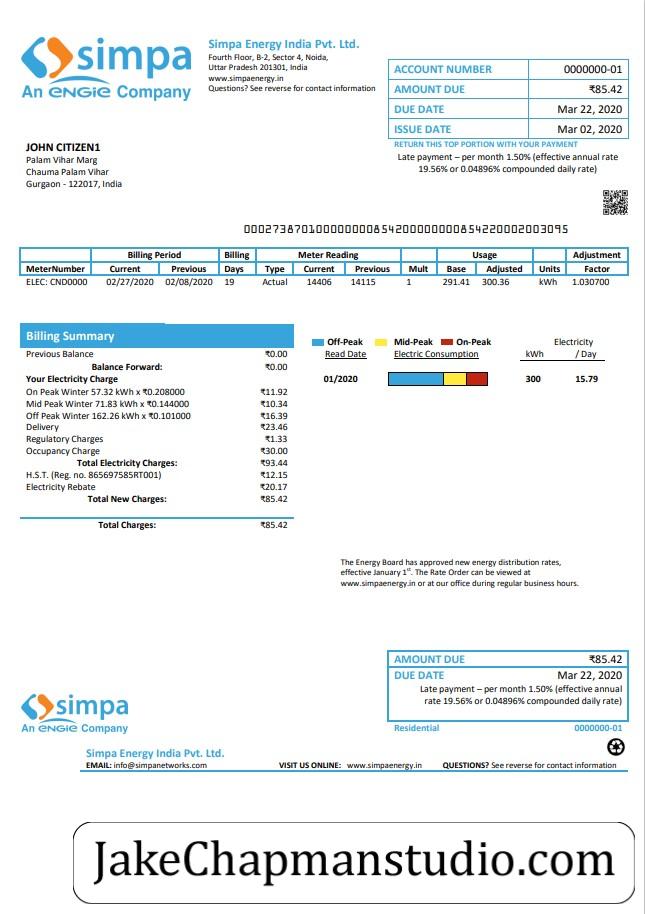 simpa
An ENGIE Company
Simpa Energy India Pvt. Ltd.
Fourth Floor, B-2, Sector 4, Noida,
Uttar Pradesh 201301, India
www.simpaenergy.in
Questions? See reverse for contact information
ACCOUNT NUMBER 0000000-01
AMOUNT DUE ₹85.42
DUE DATE Mar 22, 2020
ISSUE DATE Mar 02, 2020
RETURN THIS TOP PORTION WITH YOUR PAYMENT
Late payment – per month 1.50% (effective annual rate
19.56% or 0.04896% compounded daily rate)
JOHN CITIZEN1
Palam Vihar Marg
Chauma Palam Vihar
Gurgaon - 122017, India
00027387010000000008542000000000854220002003095
Billing Period Billing Meter Reading Usage Adjustment
MeterNumber Current Previous Days Type Current Previous Mult Base Adjusted Units Factor
ELEC: CND0000 02/27/2020 02/08/2020 19 Actual 14406 14115 1 291.41 300.36 kWh 1.030700
Billing Summary
Previous Balance ₹0.00
Balance Forward: ₹0.00
Your Electricity Charge
On Peak Winter 57.32 kWh x ₹0.208000 ₹11.92
Mid Peak Winter 71.83 kWh x ₹0.144000 ₹10.34
Off Peak Winter 162.26 kWh x ₹0.101000 ₹16.39
Delivery ₹23.46
Regulatory Charges ₹1.33
Occupancy Charge ₹30.00
Total Electricity Charges: ₹93.44
H.S.T. (Reg. no. 865697585RT001) ₹12.15
Electricity Rebate ₹20.17
Total New Charges: ₹85.42
Total Charges: ₹85.42
Off-Peak Mid-Peak On-Peak Electricity
Read Date Electric Consumption kWh / Day
01/2020 300 15.79
The Energy Board has approved new energy distribution rates,
effective January 1st. The Rate Order can be viewed at
www.simpaenergy.in or at our office during regular business hours.
AMOUNT DUE ₹85.42
DUE DATE Mar 22, 2020
Late payment – per month 1.50% (effective annual
rate 19.56% or 0.04896% compounded daily rate)
Residential 0000000-01
simpa
An ENGIE Company
Simpa Energy India Pvt. Ltd.
EMAIL: info@simpanetworks.com VISIT US ONLINE: www.simpaenergy.in QUESTIONS? See reverse for contact information
JakeChapmanstudio.com